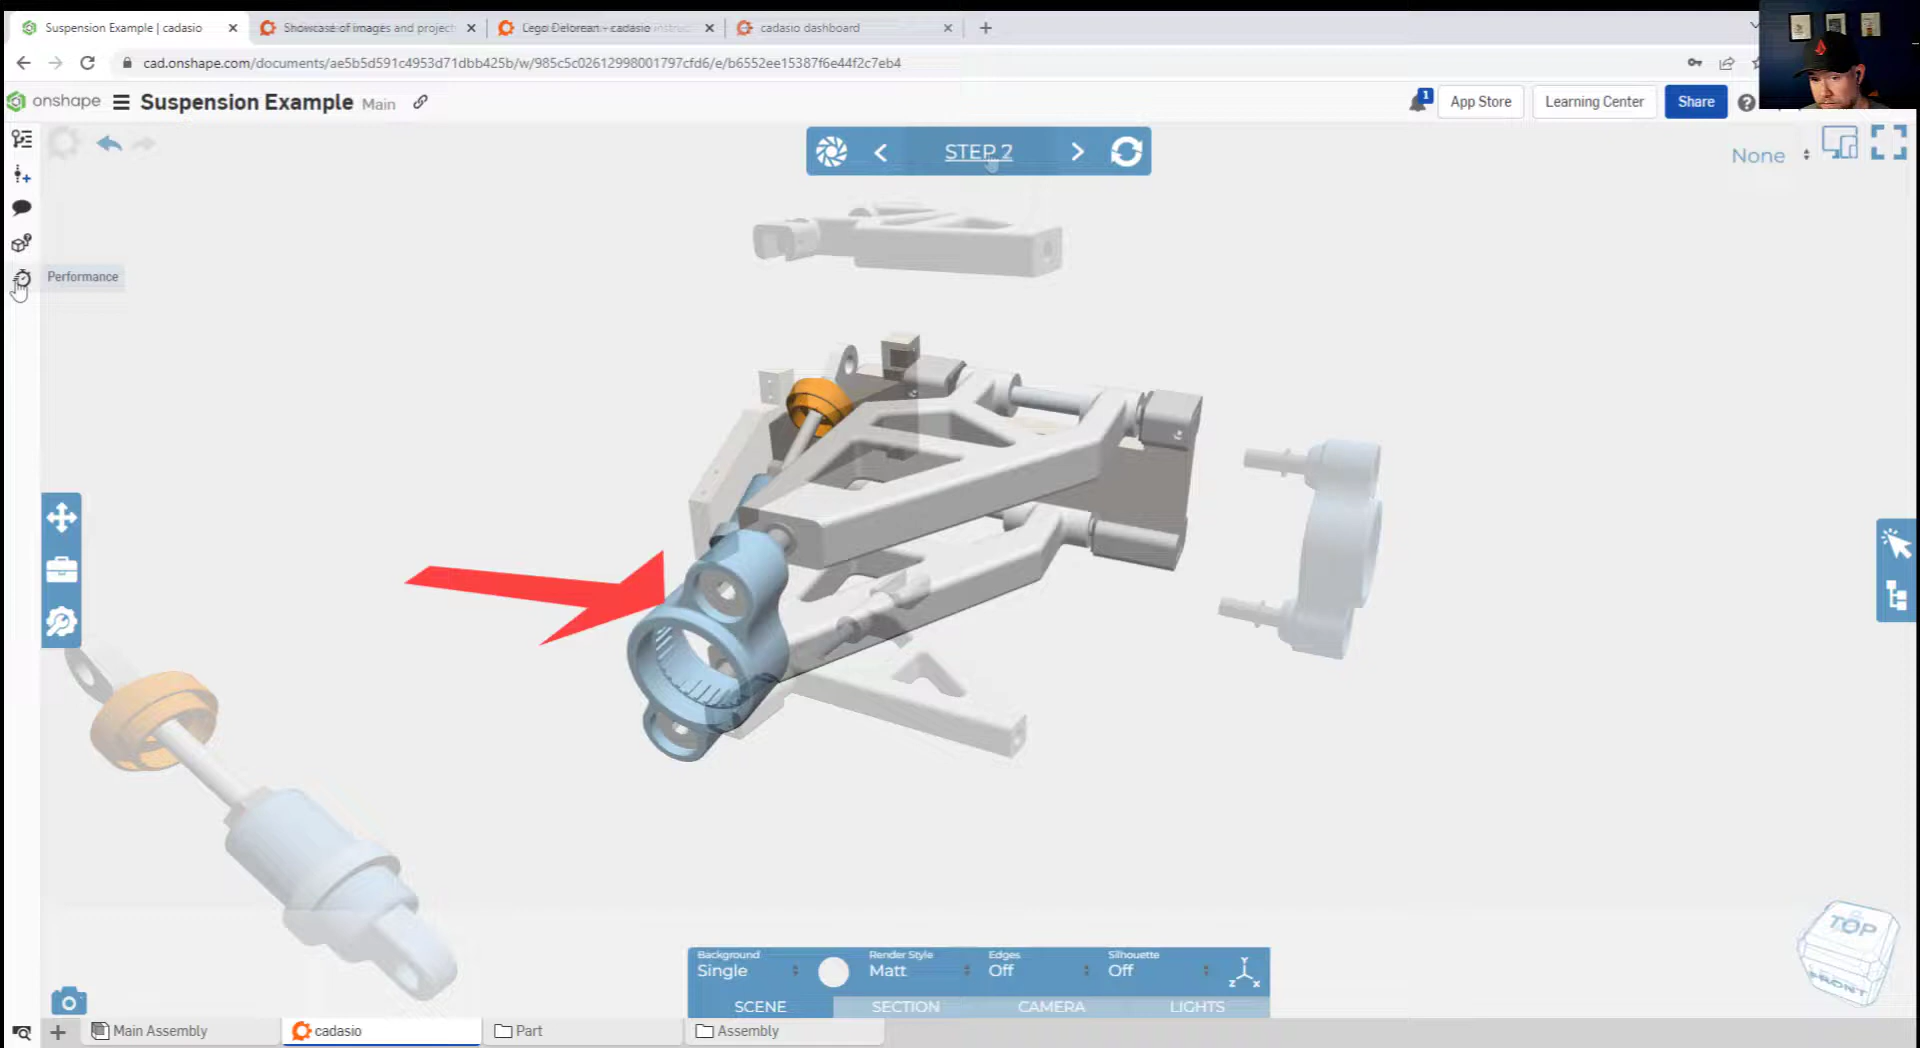 Suspension Example | cadasio
Showcase of images and project
Lego Delorean - cadasio instruc
cadasio dashboard
cad.onshape.com/documents/ae5b5d591c4953d71dbb425b/w/985c5c02612998001797cfd6/e/b6552ee15387f6e44f2c7eb4
onshape Suspension Example Main
1
App Store Learning Center Share
STEP 2
None
Performance
TOP
FRONT
Background Render Style Edges Silhouette
Single Matt Off Off
Y
Z X
SCENE SECTION CAMERA LIGHTS
Main Assembly cadasio Part Assembly